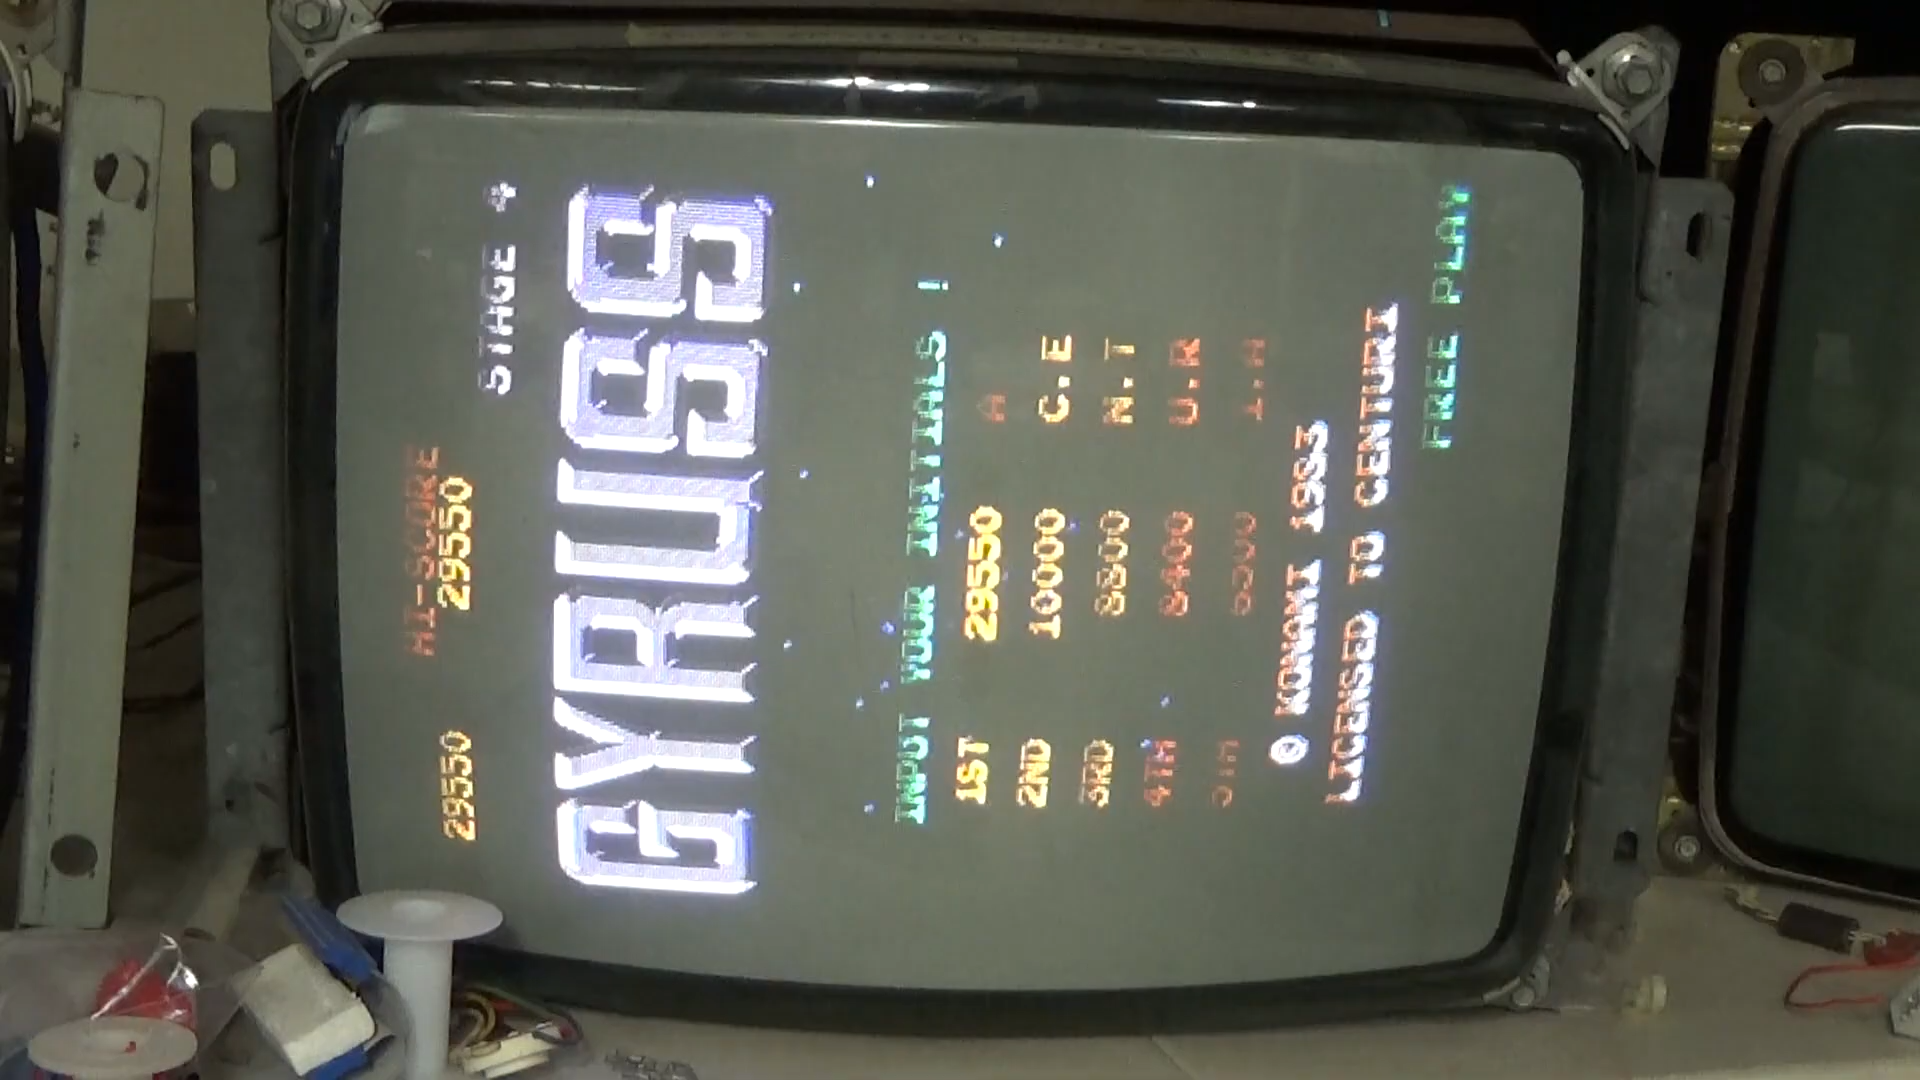 HI-SCORE
29550 29550
STAGE 4
GYRUSS
INPUT YOUR INITIALS !
1ST 29550 A
2ND 10000 G.E
3RD 8800 N.T
4TH 8400 U.R
5TH
© KONAMI 1983
LICENSED TO CENTURI
FREE PLAY